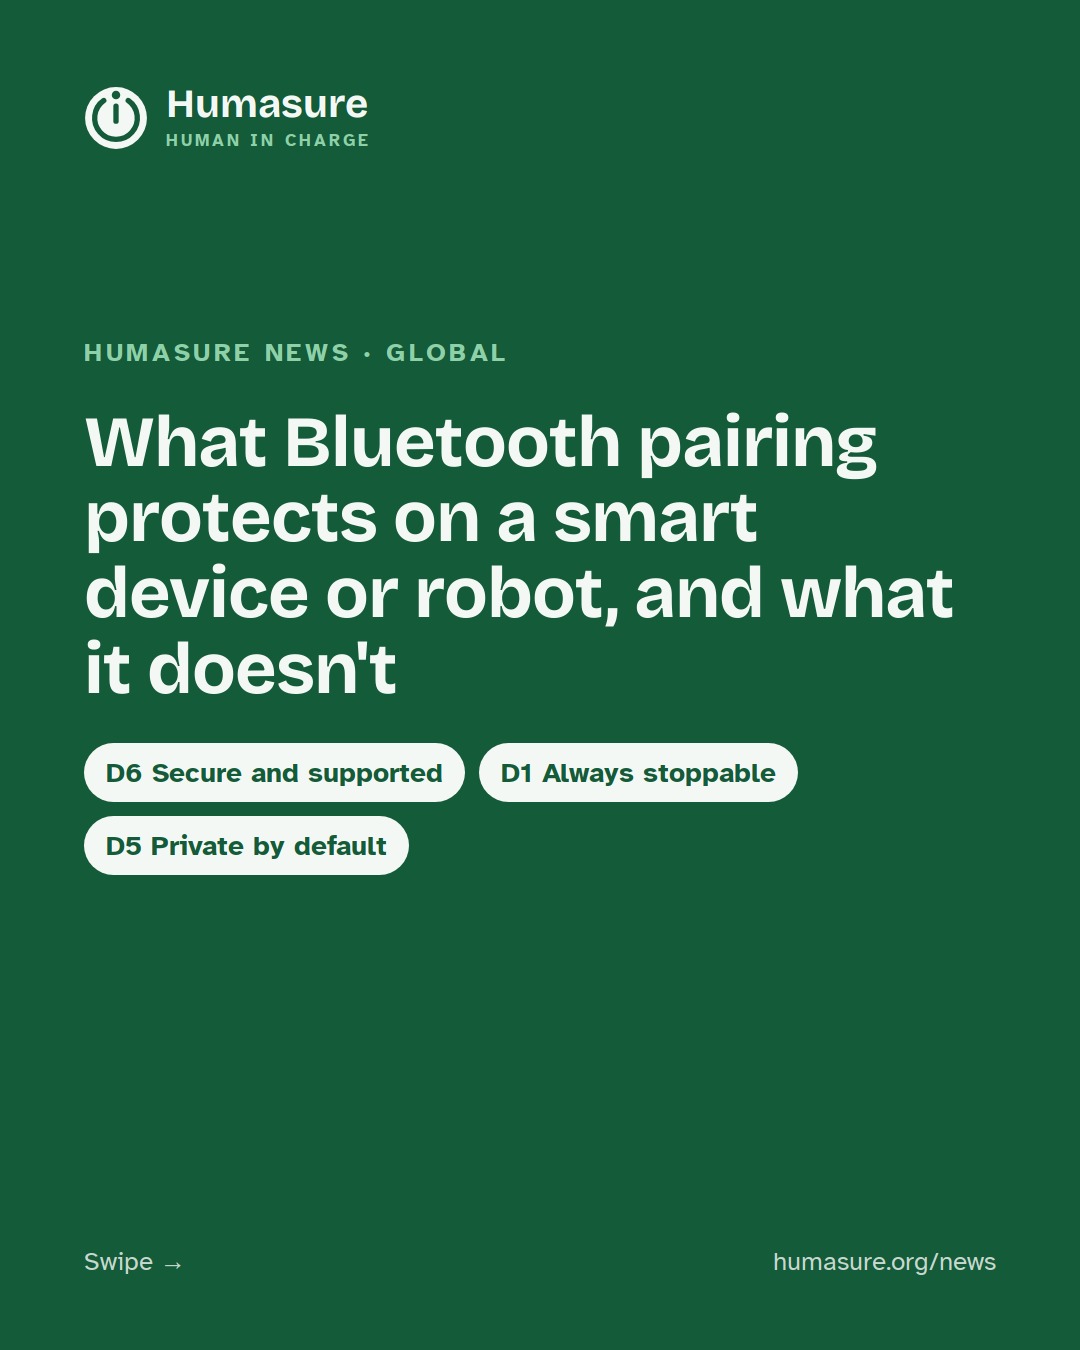 Humasure
HUMAN IN CHARGE
HUMASURE NEWS · GLOBAL
What Bluetooth pairing
protects on a smart
device or robot, and what
it doesn't
D6 Secure and supported
D1 Always stoppable
D5 Private by default
Swipe →
humasure.org/news